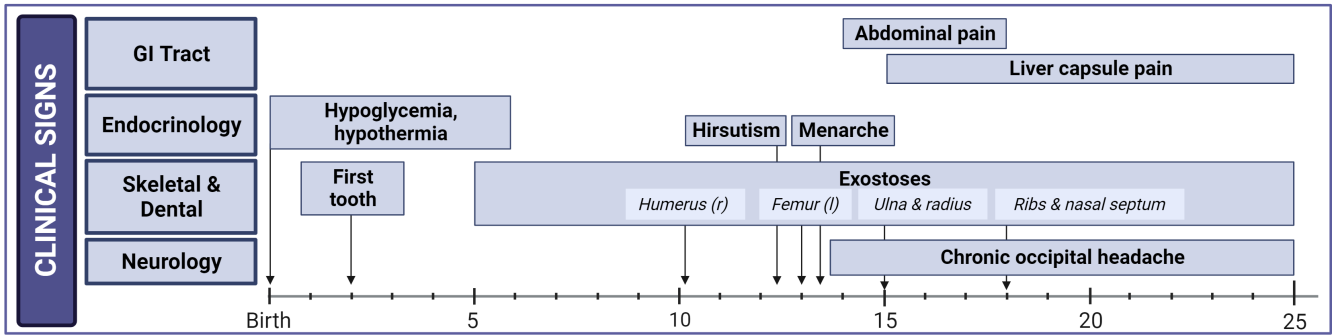 CLINICAL SIGNS
GI Tract
Abdominal pain
Liver capsule pain
Endocrinology
Hypoglycemia,
hypothermia
Hirsutism
Menarche
Skeletal &
Dental
First
tooth
Exostoses
Humerus (r)
Femur (l)
Ulna & radius
Ribs & nasal septum
Neurology
Chronic occipital headache
Birth
5
10
15
20
25